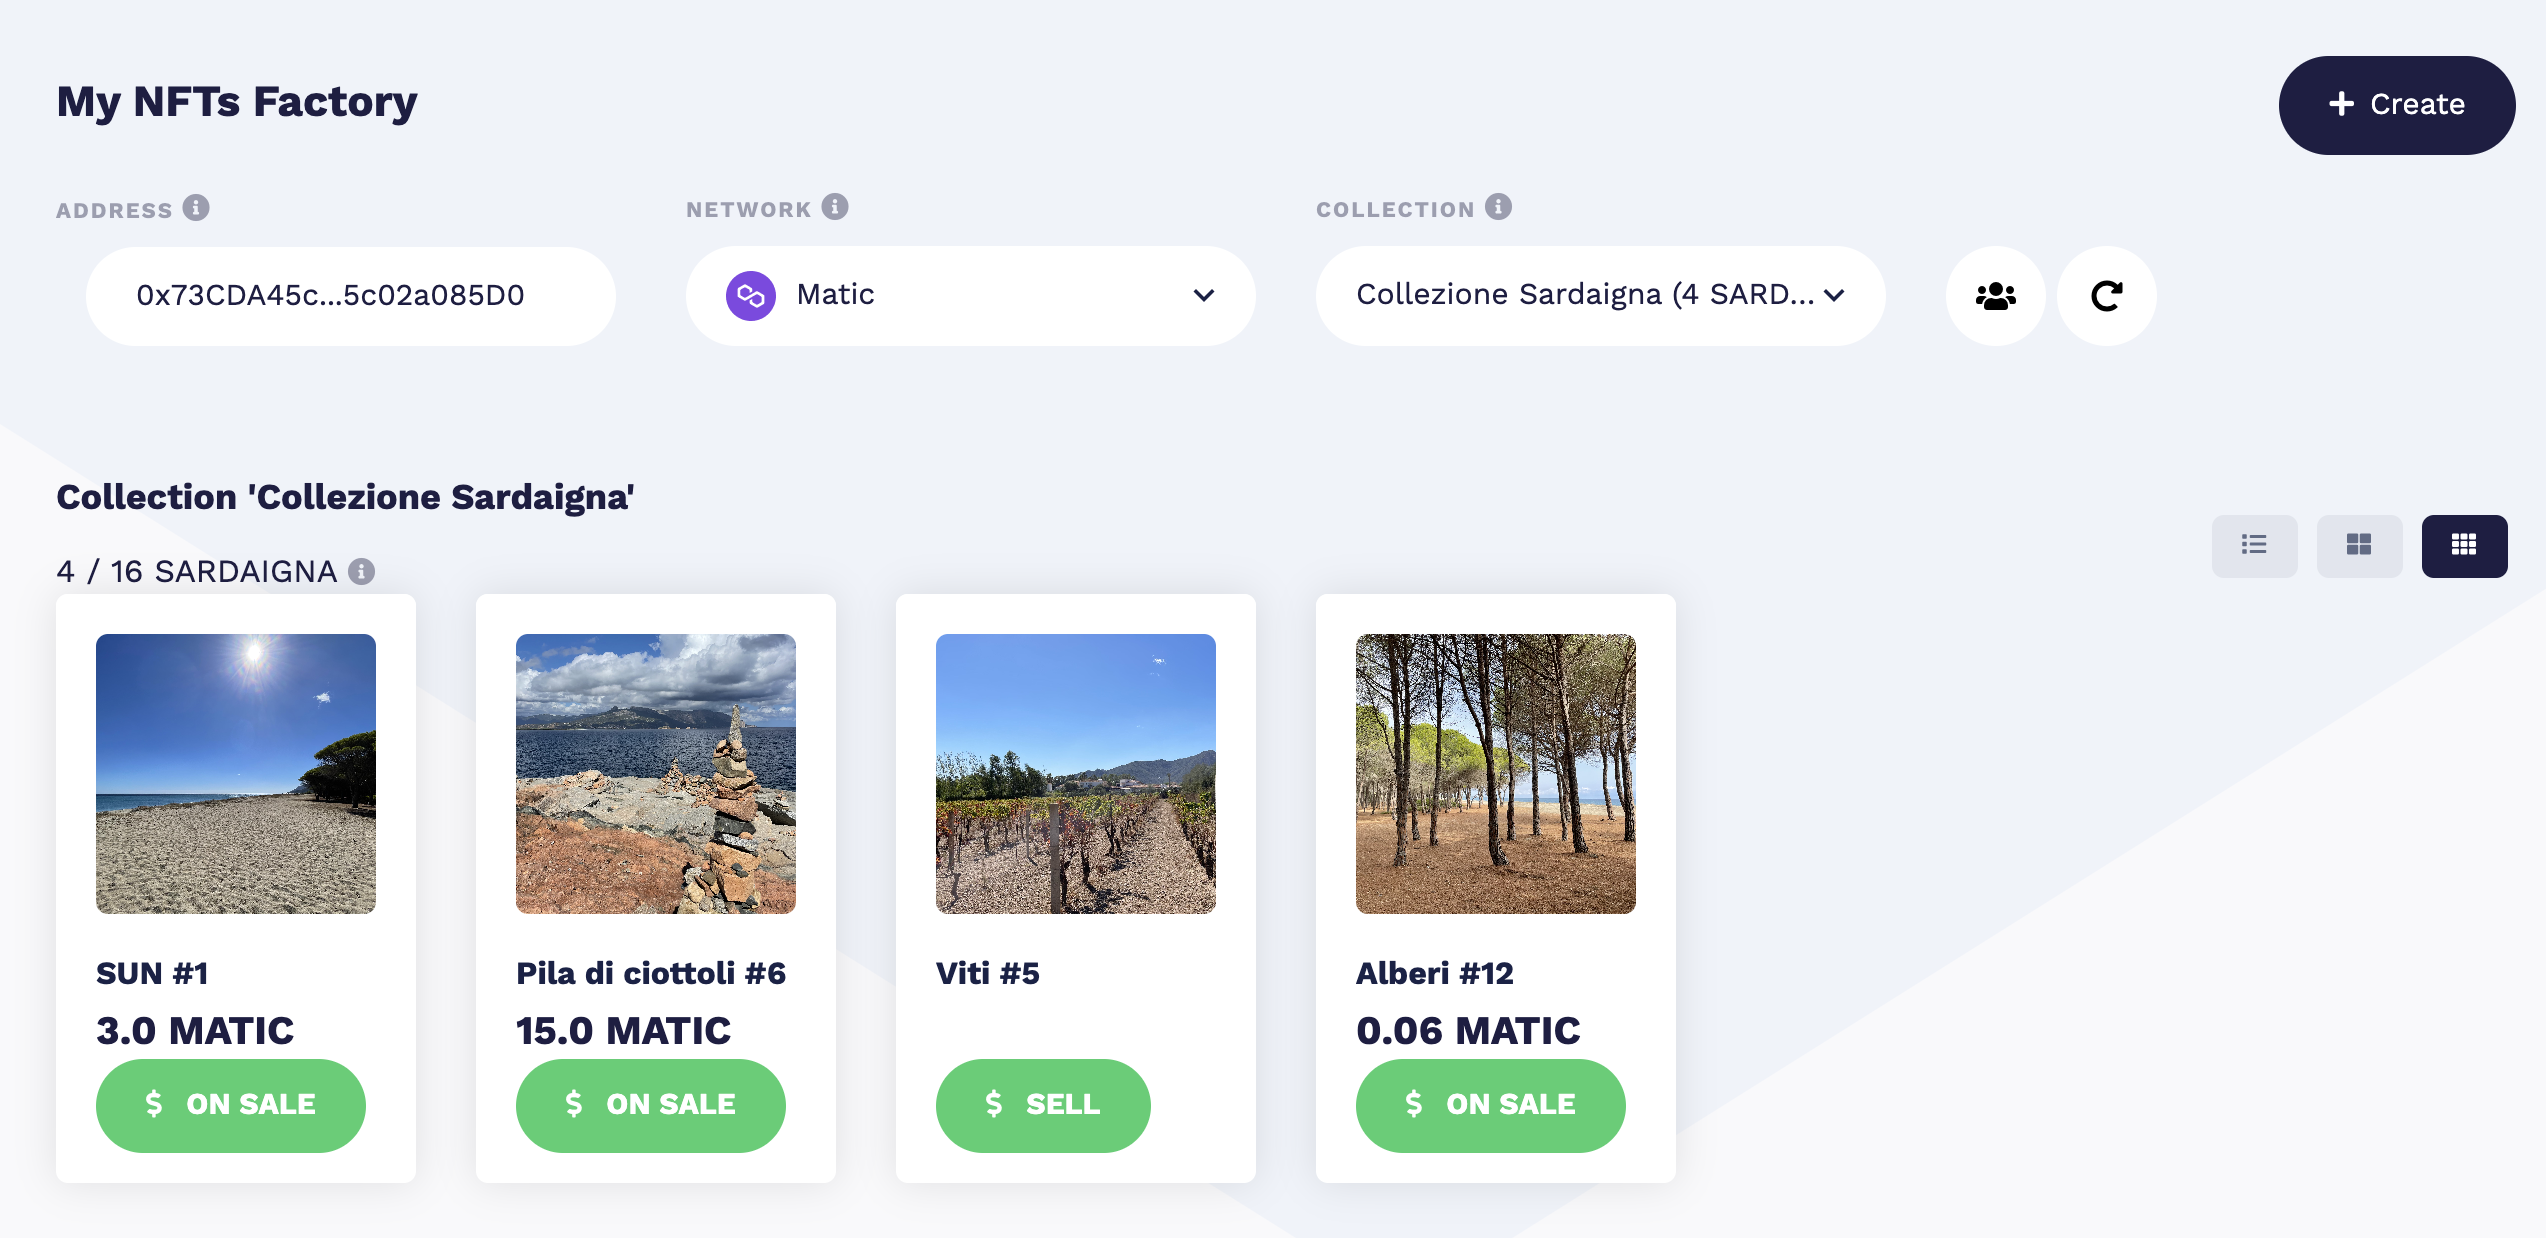 My NFTs Factory
+ Create
ADDRESS
NETWORK
COLLECTION
0x73CDA45c...5c02a085D0
Matic
Collezione Sardaigna (4 SARD...
Collection 'Collezione Sardaigna'
4 / 16 SARDAIGNA
SUN #1
3.0 MATIC
$ ON SALE
Pila di ciottoli #6
15.0 MATIC
$ ON SALE
Viti #5
$ SELL
Alberi #12
0.06 MATIC
$ ON SALE